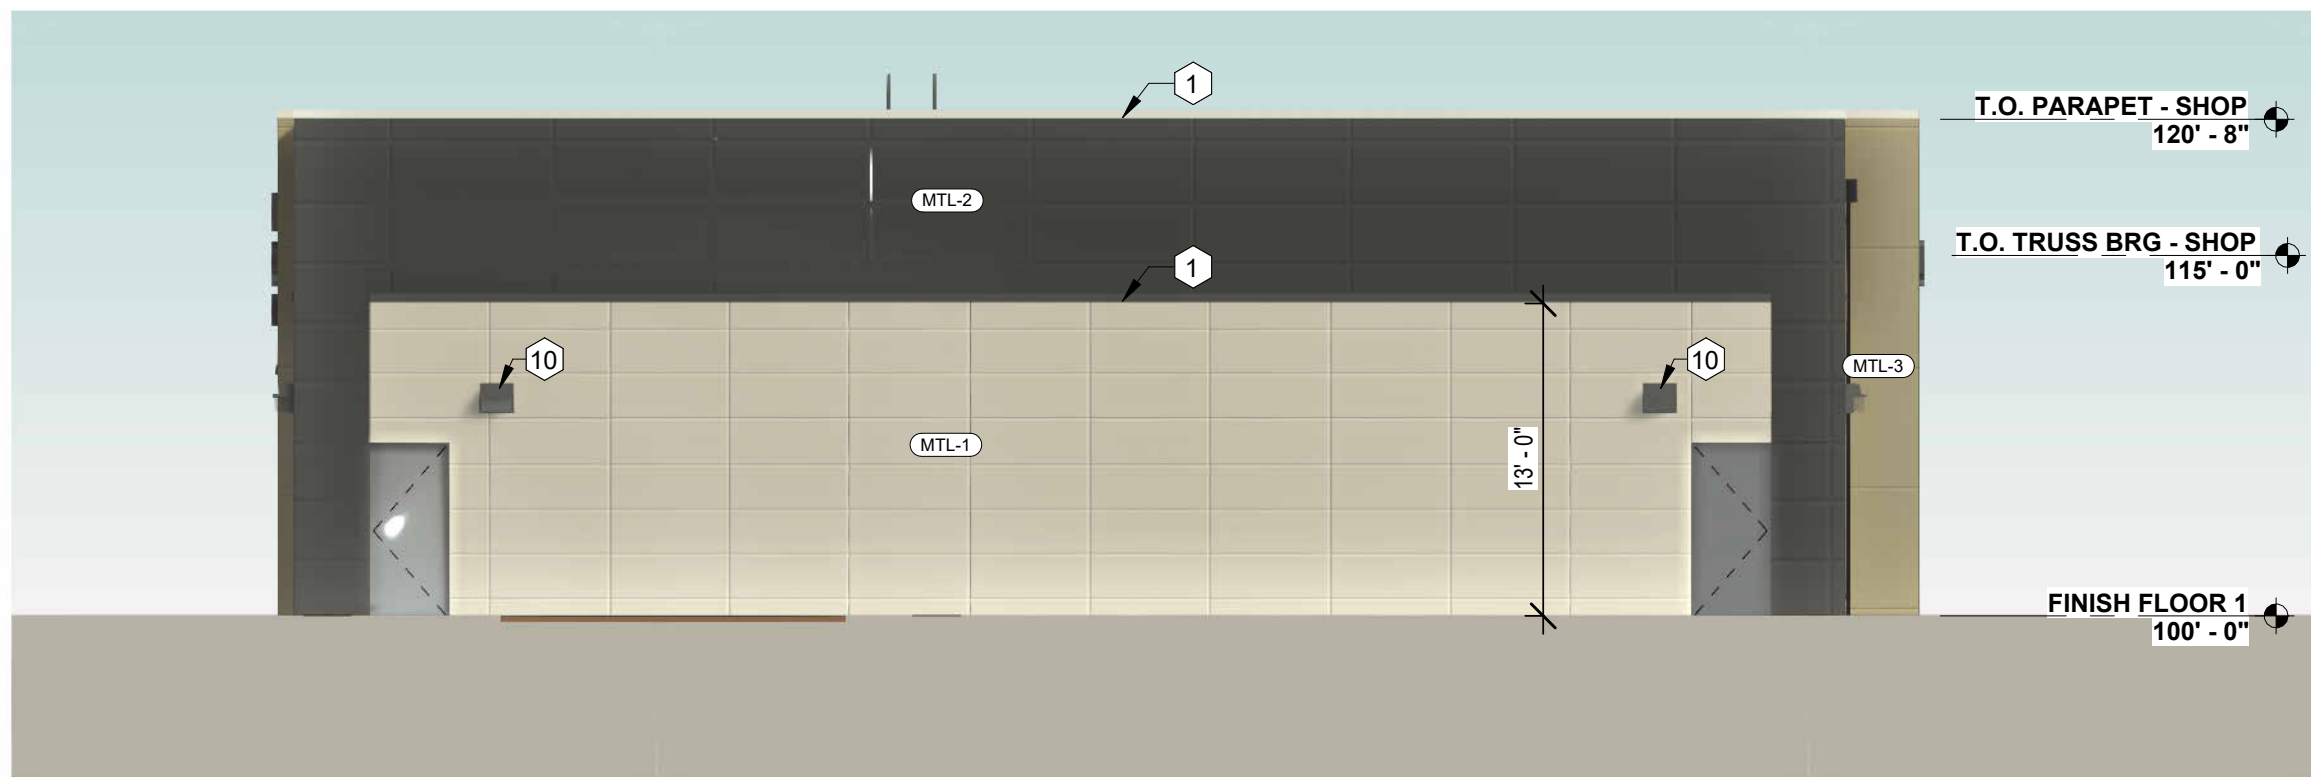 1
T.O. PARAPET - SHOP
120' - 8"
MTL-2
T.O. TRUSS BRG - SHOP
115' - 0"
1
10
10
MTL-3
MTL-1
13' - 0"
FINISH FLOOR 1
100' - 0"